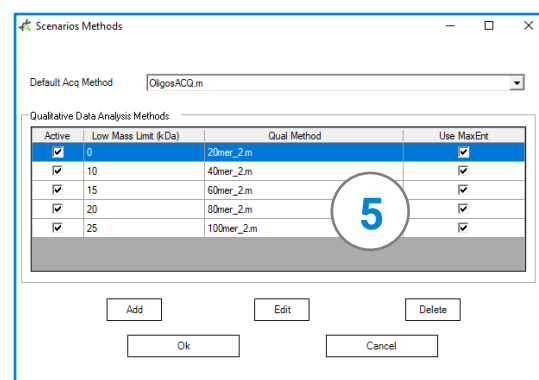 Scenarios Methods
Default Acq Method OligosACQ.m
Qualitative Data Analysis Methods
Active Low Mass Limit (kDa) Qual Method Use MaxEnt
0 20mer_2.m
10 40mer_2.m
15 60mer_2.m
20 80mer_2.m
25 100mer_2.m
5
Add Edit Delete
Ok Cancel